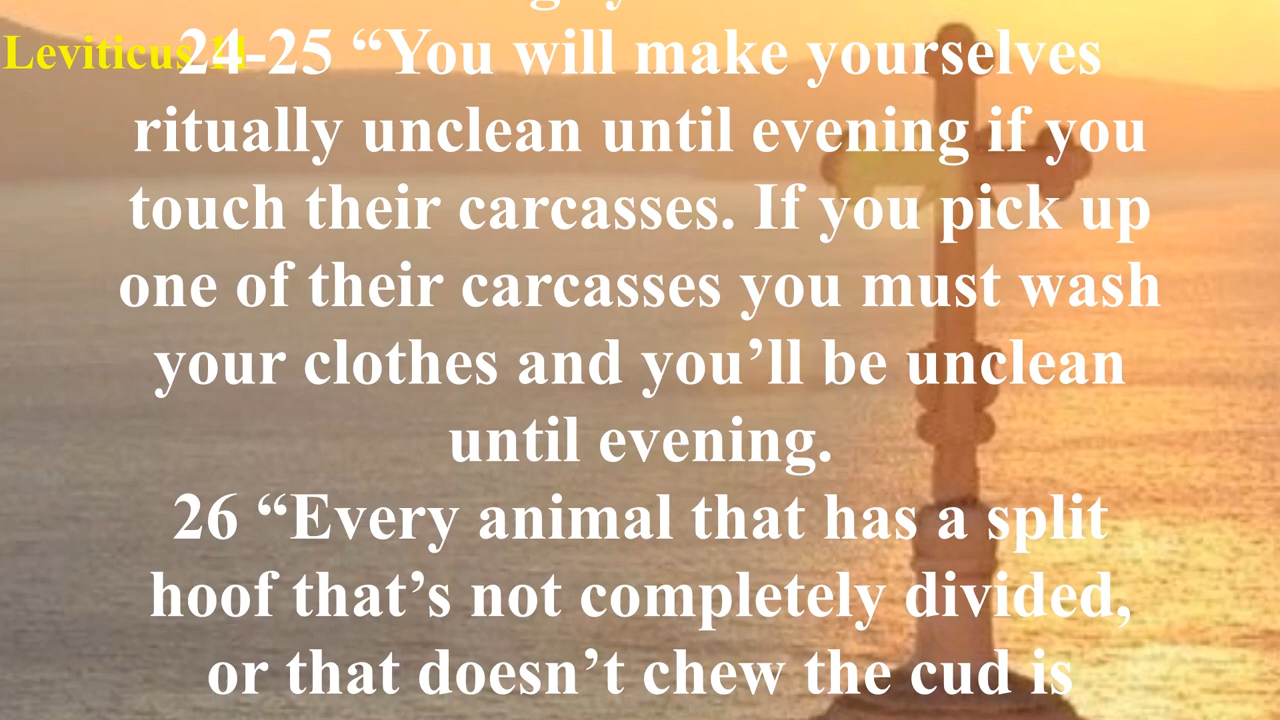 Leviticus 11
24-25 “You will make yourselves
ritually unclean until evening if you
touch their carcasses. If you pick up
one of their carcasses you must wash
your clothes and you’ll be unclean
until evening.
26 “Every animal that has a split
hoof that’s not completely divided,
or that doesn’t chew the cud is